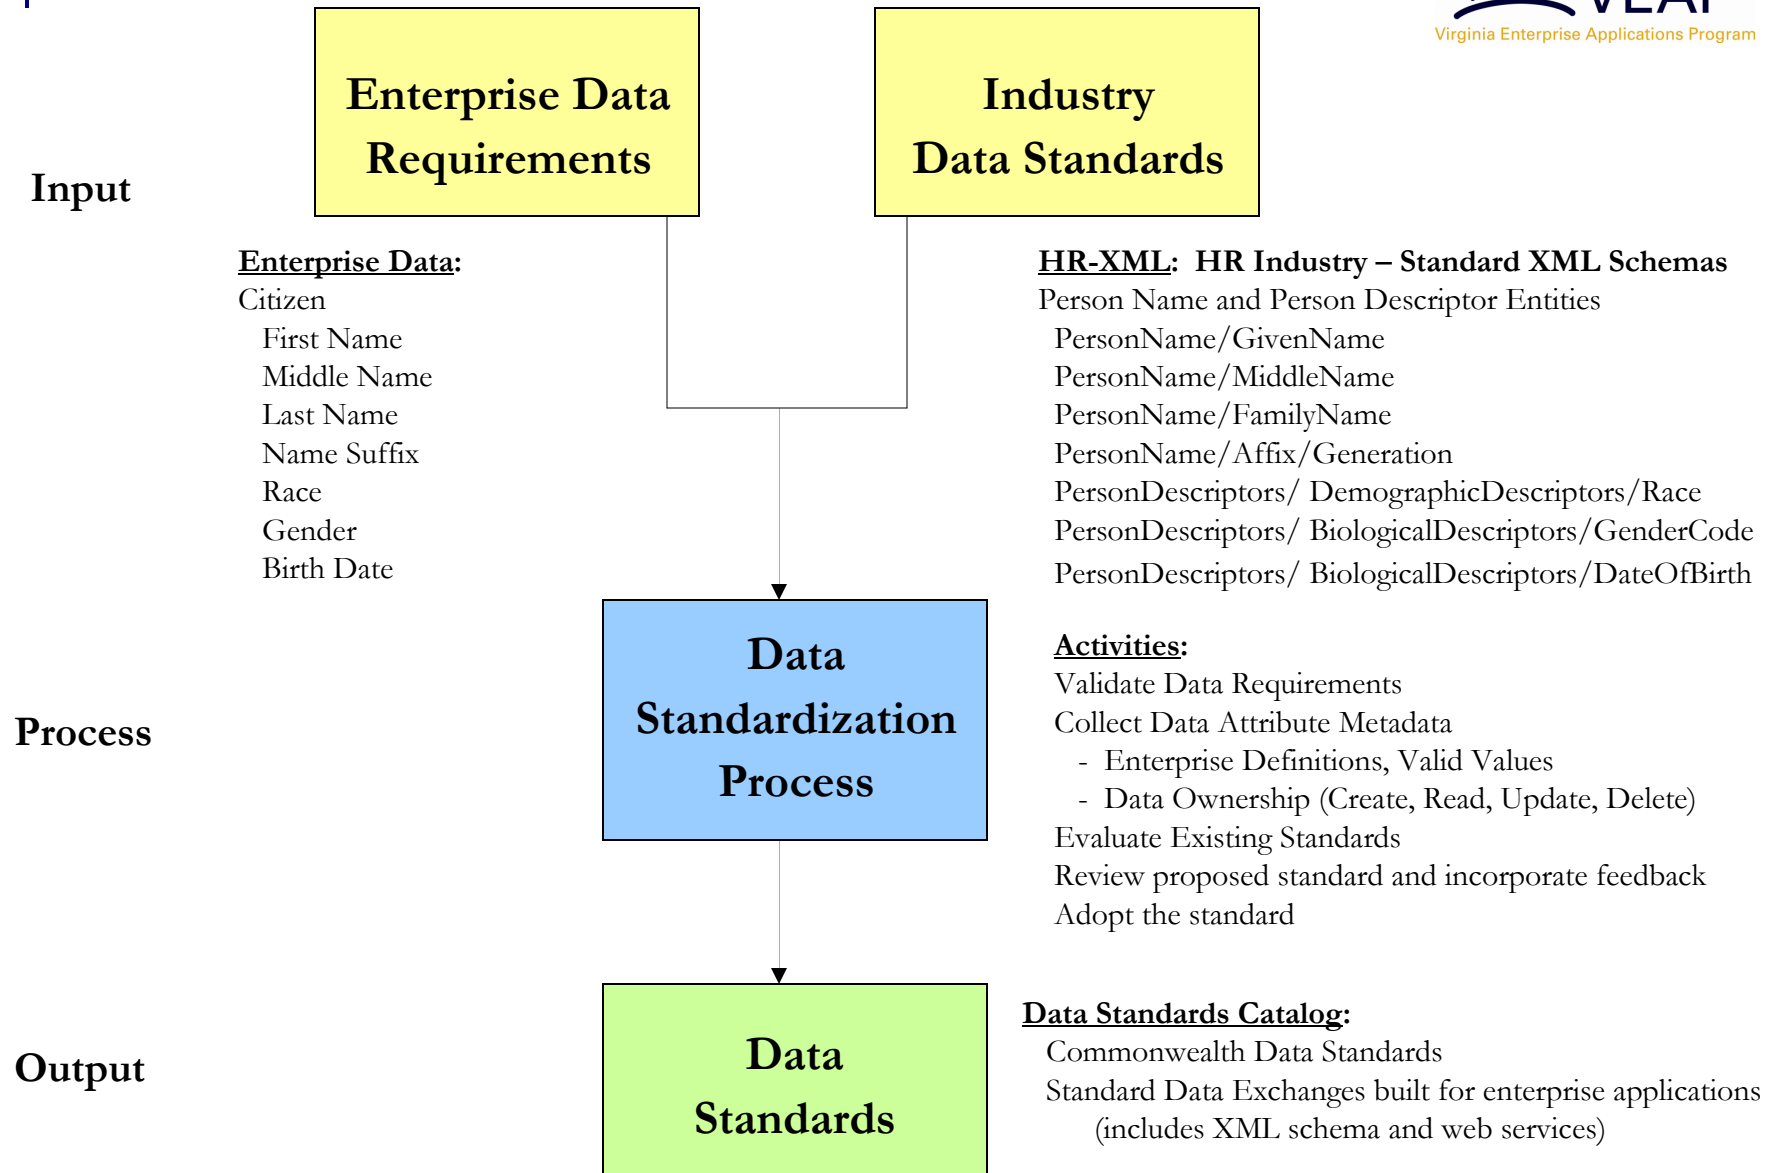 Virginia Enterprise Applications Program
Enterprise Data
Requirements
Industry
Data Standards
Input
Enterprise Data:
Citizen
First Name
Middle Name
Last Name
Name Suffix
Race
Gender
Birth Date
HR-XML: HR Industry – Standard XML Schemas
Person Name and Person Descriptor Entities
PersonName/GivenName
PersonName/MiddleName
PersonName/FamilyName
PersonName/Affix/Generation
PersonDescriptors/ DemographicDescriptors/Race
PersonDescriptors/ BiologicalDescriptors/GenderCode
PersonDescriptors/ BiologicalDescriptors/DateOfBirth
Process
Data
Standardization
Process
Activities:
Validate Data Requirements
Collect Data Attribute Metadata
- Enterprise Definitions, Valid Values
- Data Ownership (Create, Read, Update, Delete)
Evaluate Existing Standards
Review proposed standard and incorporate feedback
Adopt the standard
Output
Data
Standards
Data Standards Catalog:
Commonwealth Data Standards
Standard Data Exchanges built for enterprise applications
(includes XML schema and web services)